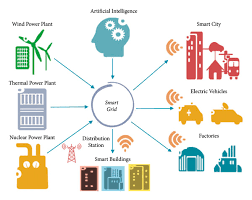 Artificial Intelligence
Wind Power Plant
Smart City
Thermal Power Plant
Electric Vehicles
Smart
Grid
Nuclear Power Plant
Distribution
Station
Factories
Smart Buildings